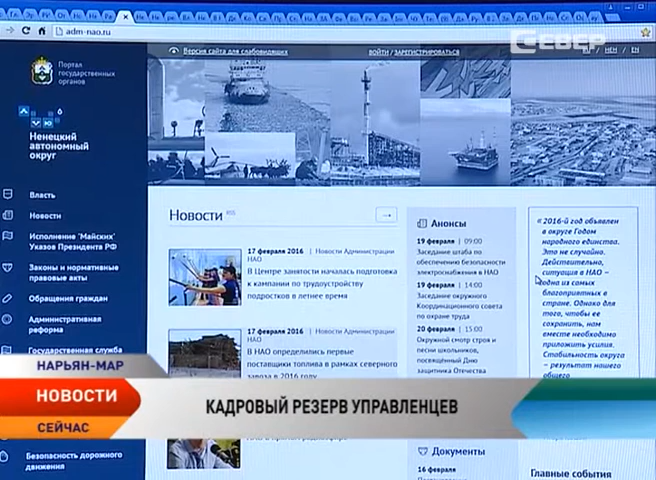 adm-nao.ru
СЕВЕР
Версия сайта для слабовидящих
ВОЙТИ / ЗАРЕГИСТРИРОВАТЬСЯ
НЕН / EN
Портал
государственных
органов
Ненецкий
автономный
округ
Власть
Новости
Исполнение "Майских"
Указов Президента РФ
Законы и нормативные
правовые акты
Обращения граждан
Административная
реформа
Государственная служба
Безопасность дорожного
движения
Новости RSS
17 февраля 2016 | Новости Администрации
НАО
В Центре занятости началась подготовка
к кампании по трудоустройству
подростков в летнее время
17 февраля 2016 | Новости Администрации
НАО
В НАО определились первые
поставщики топлива в рамках северного
завоза в 2016 году
Анонсы
19 февраля | 09:00
Заседание штаба по
обеспечению безопасности
электроснабжения в НАО
19 февраля | 14:00
Заседание окружного
Координационного совета
по охране труда
20 февраля | 15:00
Окружной смотр строя и
песни школьников,
посвящённый Дню
защитника Отечества
Документы
16 февраля
« 2016-й год объявлен
в округе Годом
народного единства.
Это не случайно.
Действительно,
ситуация в НАО –
одна из самых
благоприятных в
стране. Однако для
того, чтобы ее
сохранить, нам
вместе необходимо
приложить усилия.
Стабильность округа
– результат нашего
общего
Главные события
НАРЬЯН-МАР
НОВОСТИ
СЕЙЧАС
КАДРОВЫЙ РЕЗЕРВ УПРАВЛЕНЦЕВ